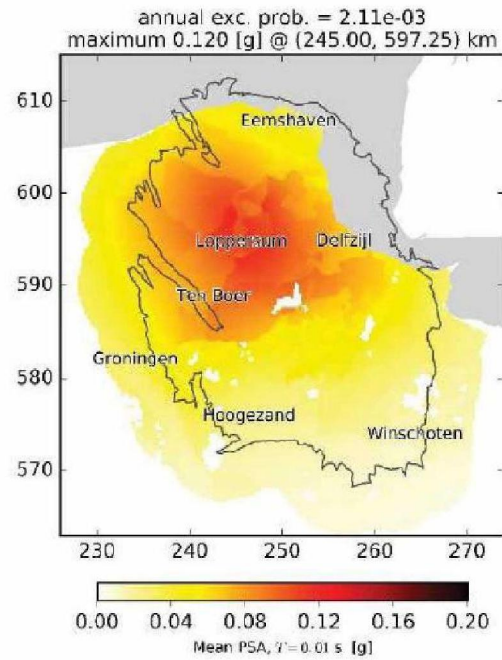 annual exc. prob. = 2.11e-03
maximum 0.120 [g] @ (245.00, 597.25) km
610
Eemshaven
600
Loppersum Delfzijl
590
Ten Boer
Groningen
580
Hoogezand
Winschoten
570
230 240 250 260 270
0.00 0.04 0.08 0.12 0.16 0.20
Mean PSA, T = 0.01 s [g]